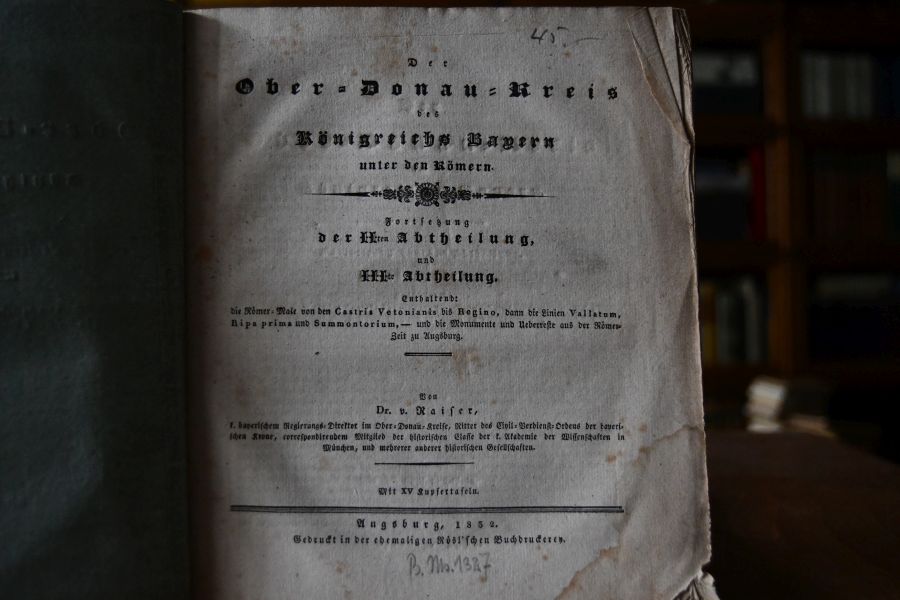 45.-
Der
Ober-Donau-Kreis
des
Königreichs Bayern
unter den Römern.
Fortsetzung
der IIten Abtheilung,
und
IIIte Abtheilung.
Enthaltend:
die Römer-Male von den Castris Vetonianis bis Regino, dann die Linien Vallatum,
Ripa prima und Summontorium, — und die Monumente und Ueberreste aus der Römer-
Zeit zu Augsburg.
Von
Dr. v. Raiser,
k. bayerischem Regierungs-Direktor im Ober-Donau-Kreise, Ritter des Civil-Verdienst-Ordens der bayeri-
schen Krone, correspondirendem Mitglied der historischen Classe der k. Akademie der Wissenschaften in
München, und mehrerer anderer historischen Gesellschaften.
Mit XV Kupfertafeln.
Augsburg, 1832.
Gedruckt in der ehemaligen Rösl'schen Buchdruckerey.
B. Mo. 1327